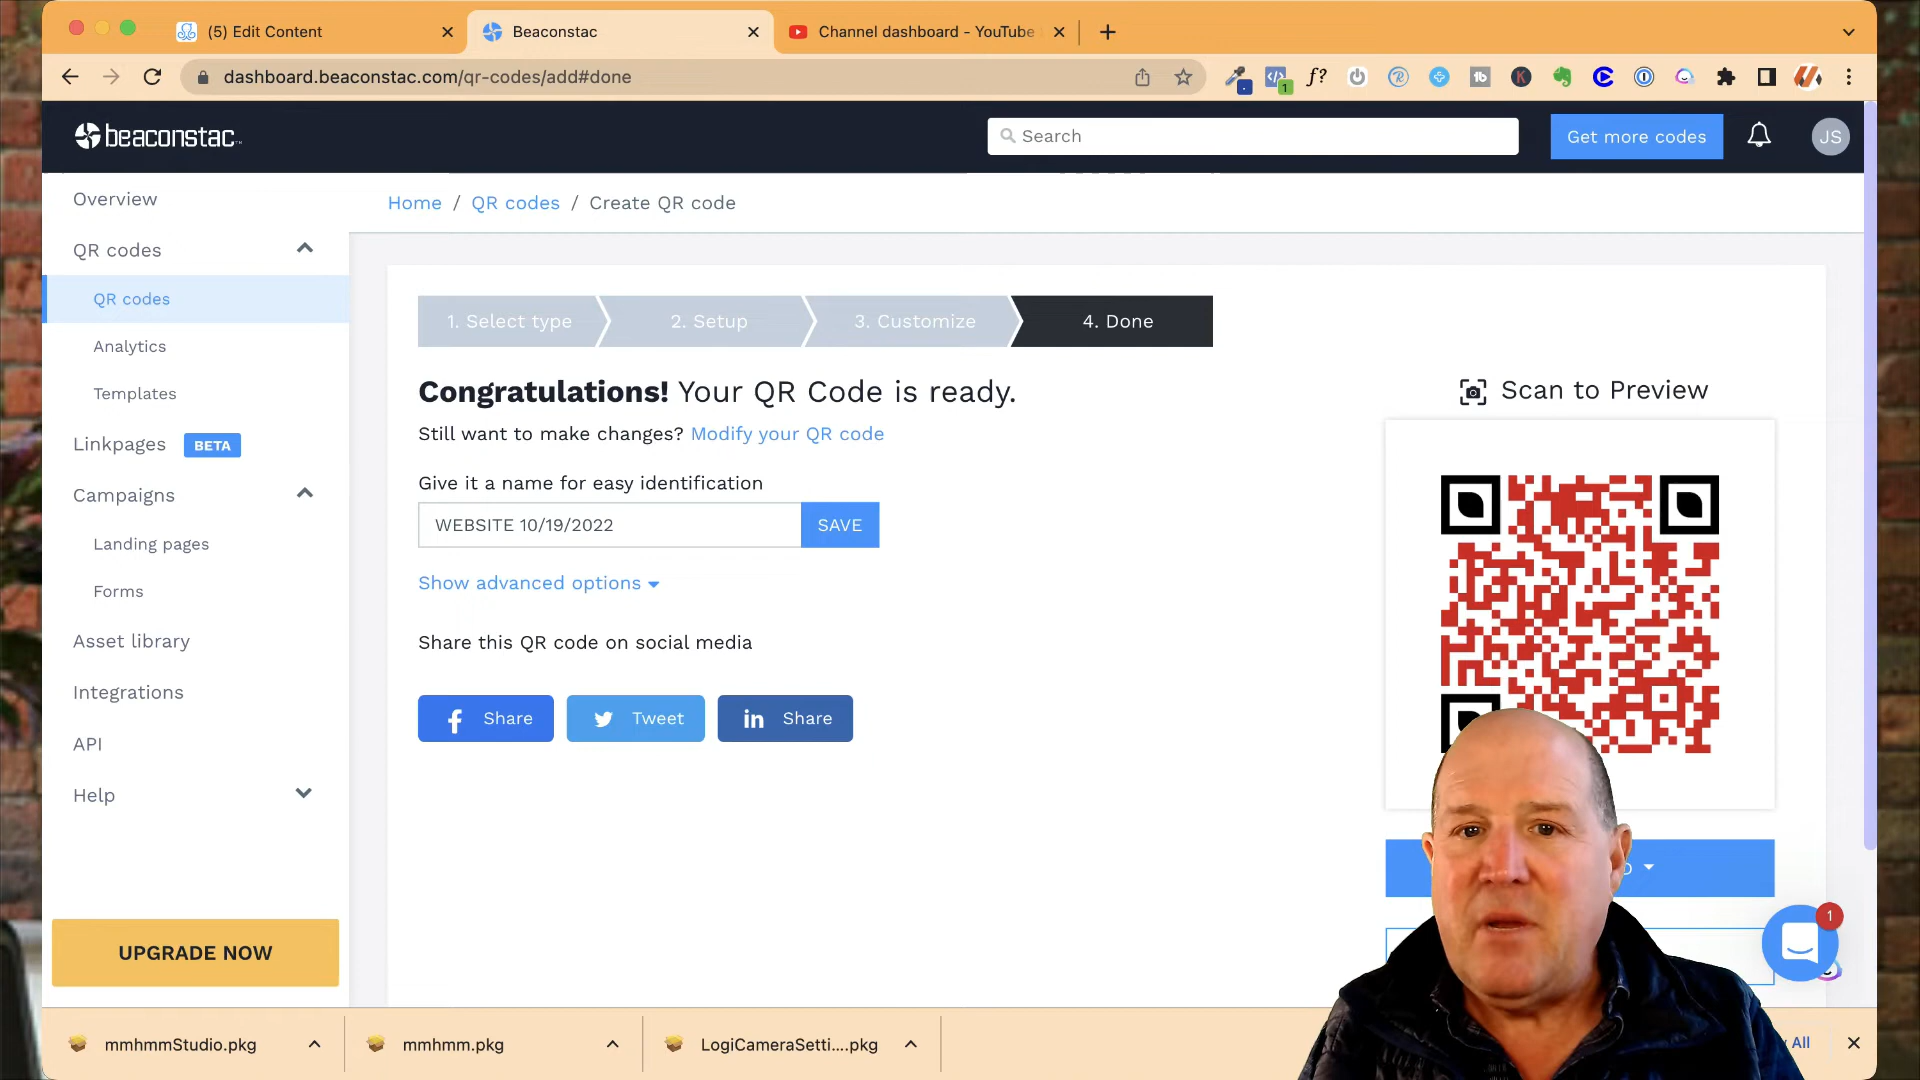 (5) Edit Content
Beaconstac
Channel dashboard - YouTube
dashboard.beaconstac.com/qr-codes/add#done
beaconstac
Search
Get more codes
JS
Overview
Home / QR codes / Create QR code
QR codes
QR codes
Analytics
Templates
Linkpages BETA
Campaigns
Landing pages
Forms
Asset library
Integrations
API
Help
UPGRADE NOW
1. Select type
2. Setup
3. Customize
4. Done
Congratulations! Your QR Code is ready.
Still want to make changes? Modify your QR code
Give it a name for easy identification
WEBSITE 10/19/2022
SAVE
Show advanced options
Share this QR code on social media
Share
Tweet
Share
Scan to Preview
1
mmhmmStudio.pkg
mmhmm.pkg
LogiCameraSetti....pkg
All